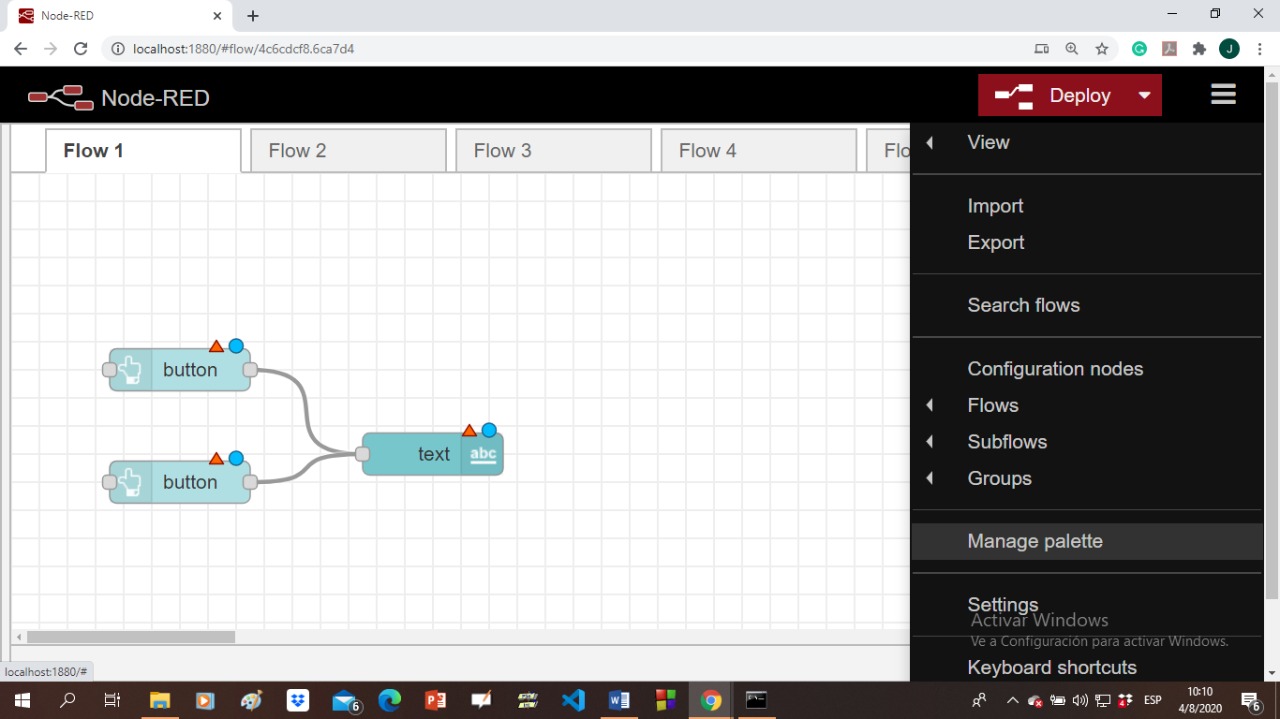 Node-RED
localhost:1880/#flow/4c6cdcf8.6ca7d4
J
Node-RED
Deploy
Flow 1
Flow 2
Flow 3
Flow 4
Flo
View
Import
Export
Search flows
Configuration nodes
Flows
Subflows
Groups
Manage palette
Settings
Keyboard shortcuts
button
button
text
abc
Activar Windows
Ve a Configuración para activar Windows.
localhost:1880/#
6
ESP
10:10
4/8/2020
6